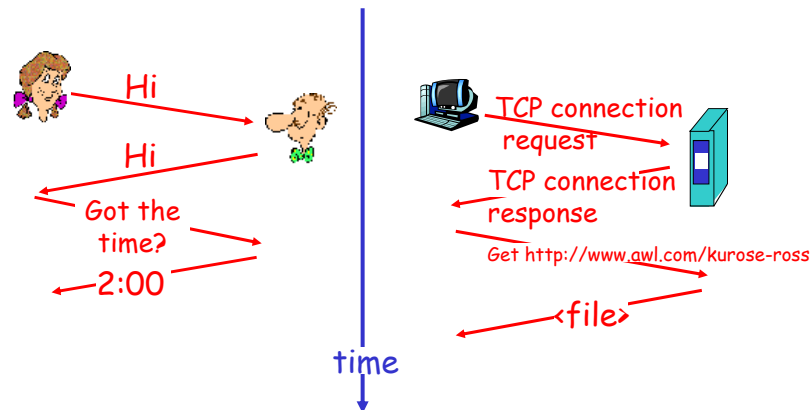 Hi
Hi
Got the
time?
2:00
TCP connection
request
TCP connection
response
Get http://www.awl.com/kurose-ross
<file>
time